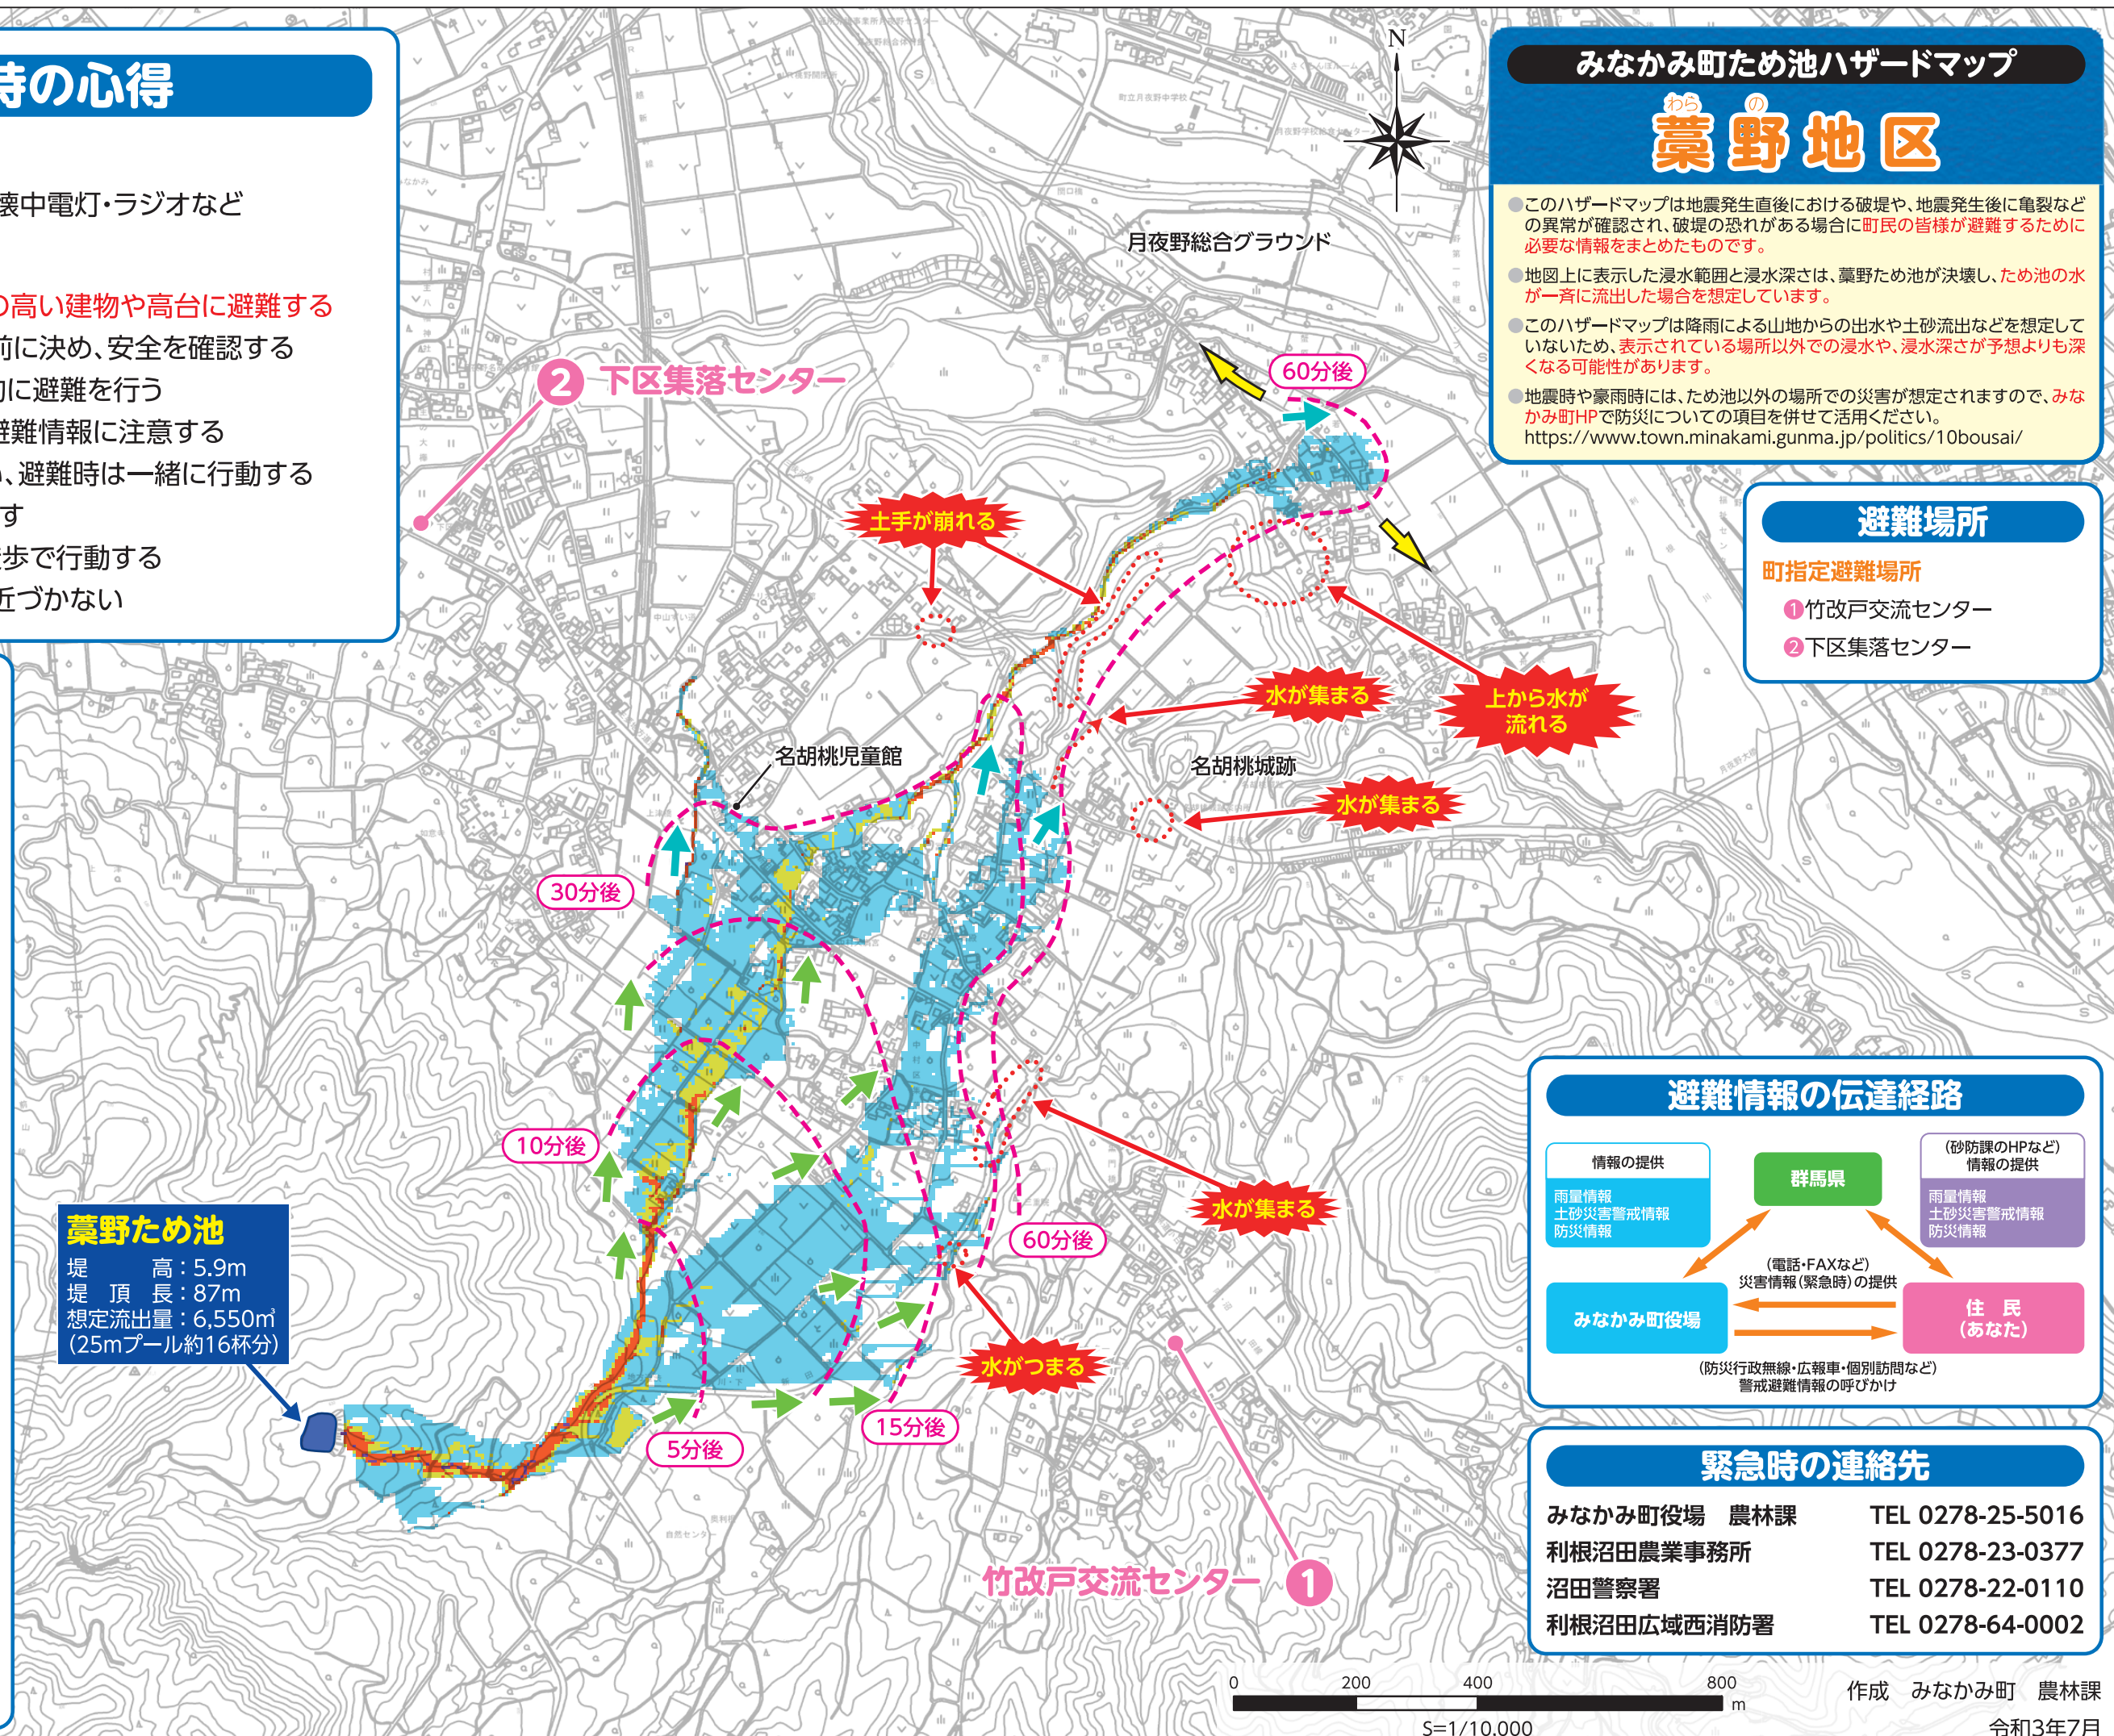 時の心得
懐中電灯・ラジオなど
の高い建物や高台に避難する
前に決め、安全を確認する
的に避難を行う
避難情報に注意する
い、避難時は一緒に行動する
す
徒歩で行動する
近づかない
N
みなかみ町ため池ハザードマップ
わら の
藁野地区
●このハザードマップは地震発生直後における破堤や、地震発生後に亀裂など
の異常が確認され、破堤の恐れがある場合に町民の皆様が避難するために
必要な情報をまとめたものです。
●地図上に表示した浸水範囲と浸水深さは、藁野ため池が決壊し、ため池の水
が一斉に流出した場合を想定しています。
●このハザードマップは降雨による山地からの出水や土砂流出などを想定して
いないため、表示されている場所以外での浸水や、浸水深さが予想よりも深
くなる可能性があります。
●地震時や豪雨時には、ため池以外の場所での災害が想定されますので、みな
かみ町HPで防災についての項目を併せて活用ください。
https://www.town.minakami.gunma.jp/politics/10bousai/
避難場所
町指定避難場所
❶竹改戸交流センター
❷下区集落センター
町立月夜野中学校
月夜野総合グラウンド
60分後
2 下区集落センター
土手が崩れる
水が集まる
上から水が
流れる
名胡桃児童館
名胡桃城跡
水が集まる
30分後
10分後
水が集まる
60分後
水がつまる
15分後
5分後
藁野ため池
堤 高：5.9m
堤 頂 長：87m
想定流出量：6,550㎥
(25mプール約16杯分)
竹改戸交流センター 1
避難情報の伝達経路
情報の提供
雨量情報
土砂災害警戒情報
防災情報
群馬県
(砂防課のHPなど)
情報の提供
雨量情報
土砂災害警戒情報
防災情報
(電話・FAXなど)
災害情報(緊急時)の提供
みなかみ町役場
住 民
(あなた)
(防災行政無線・広報車・個別訪問など)
警戒避難情報の呼びかけ
緊急時の連絡先
みなかみ町役場 農林課 TEL 0278-25-5016
利根沼田農業事務所 TEL 0278-23-0377
沼田警察署 TEL 0278-22-0110
利根沼田広域西消防署 TEL 0278-64-0002
0 200 400 800
m
S=1/10,000
作成 みなかみ町 農林課
令和3年7月